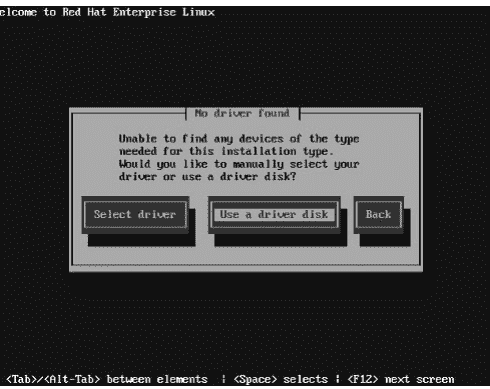 elcome to Red Hat Enterprise Linux
No driver found
Unable to find any devices of the type
needed for this installation type.
Would you like to manually select your
driver or use a driver disk?
Select driver Use a driver disk Back
<Tab>/<Alt-Tab> between elements | <Space> selects | <F12> next screen